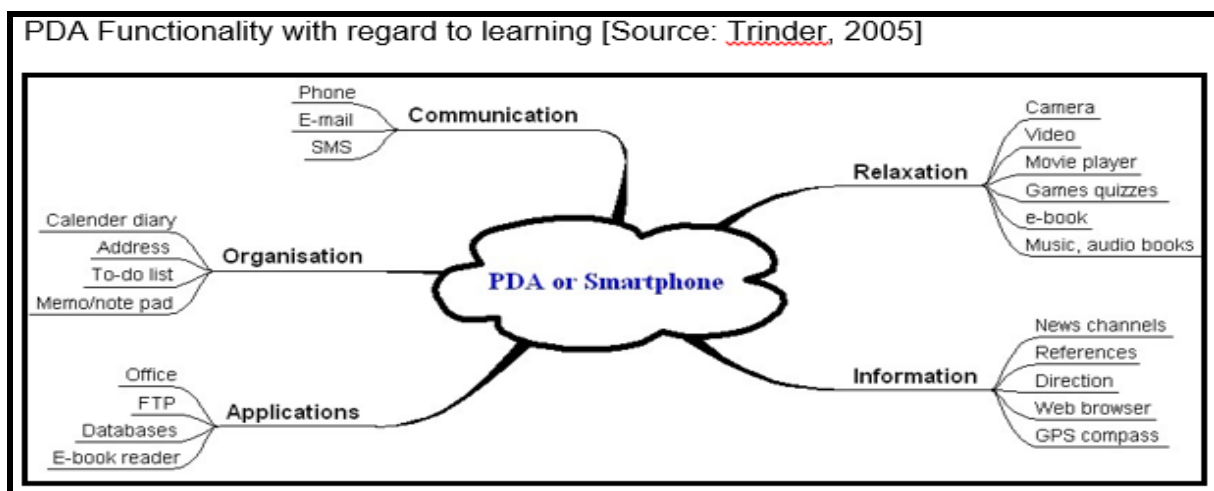 PDA Functionality with regard to learning [Source: Trinder, 2005]
Phone
E-mail
SMS
Communication
Calender diary
Address
To-do list
Memo/note pad
Organisation
Office
FTP
Databases
E-book reader
Applications
PDA or Smartphone
Relaxation
Camera
Video
Movie player
Games quizzes
e-book
Music, audio books
Information
News channels
References
Direction
Web browser
GPS compass